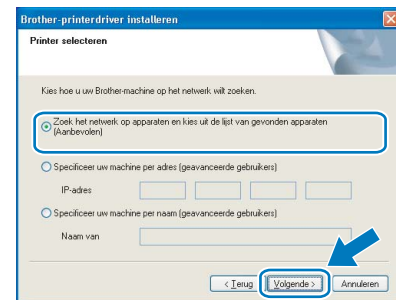 Brother-printerdriver installeren
Printer selecteren
Kies hoe u uw Brother-machine op het netwerk wilt zoeken.
Zoek het netwerk op apparaten en kies uit de lijst van gevonden apparaten
(Aanbevolen)
Specificeer uw machine per adres (geavanceerde gebruikers)
IP-adres
Specificeer uw machine per naam (geavanceerde gebruikers)
Naam van
< Terug Volgende > Annuleren